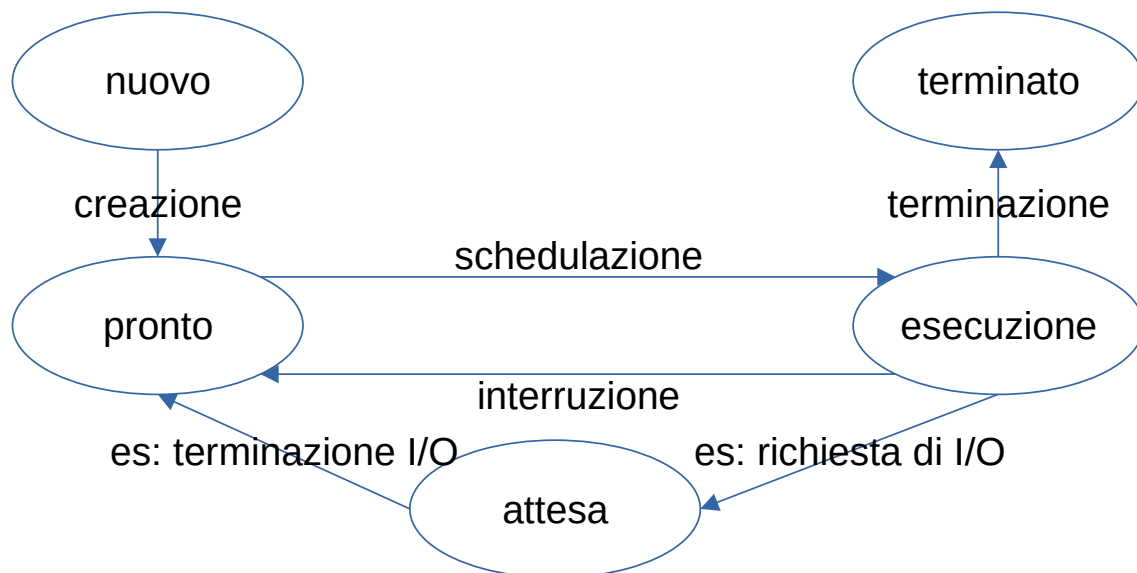 nuovo
terminato
creazione
terminazione
schedulazione
pronto
esecuzione
interruzione
es: terminazione I/O
es: richiesta di I/O
attesa